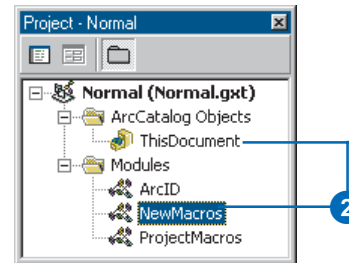 Project - Normal
Normal (Normal.gxt)
ArcCatalog Objects
ThisDocument
Modules
ArcID
NewMacros
ProjectMacros
2